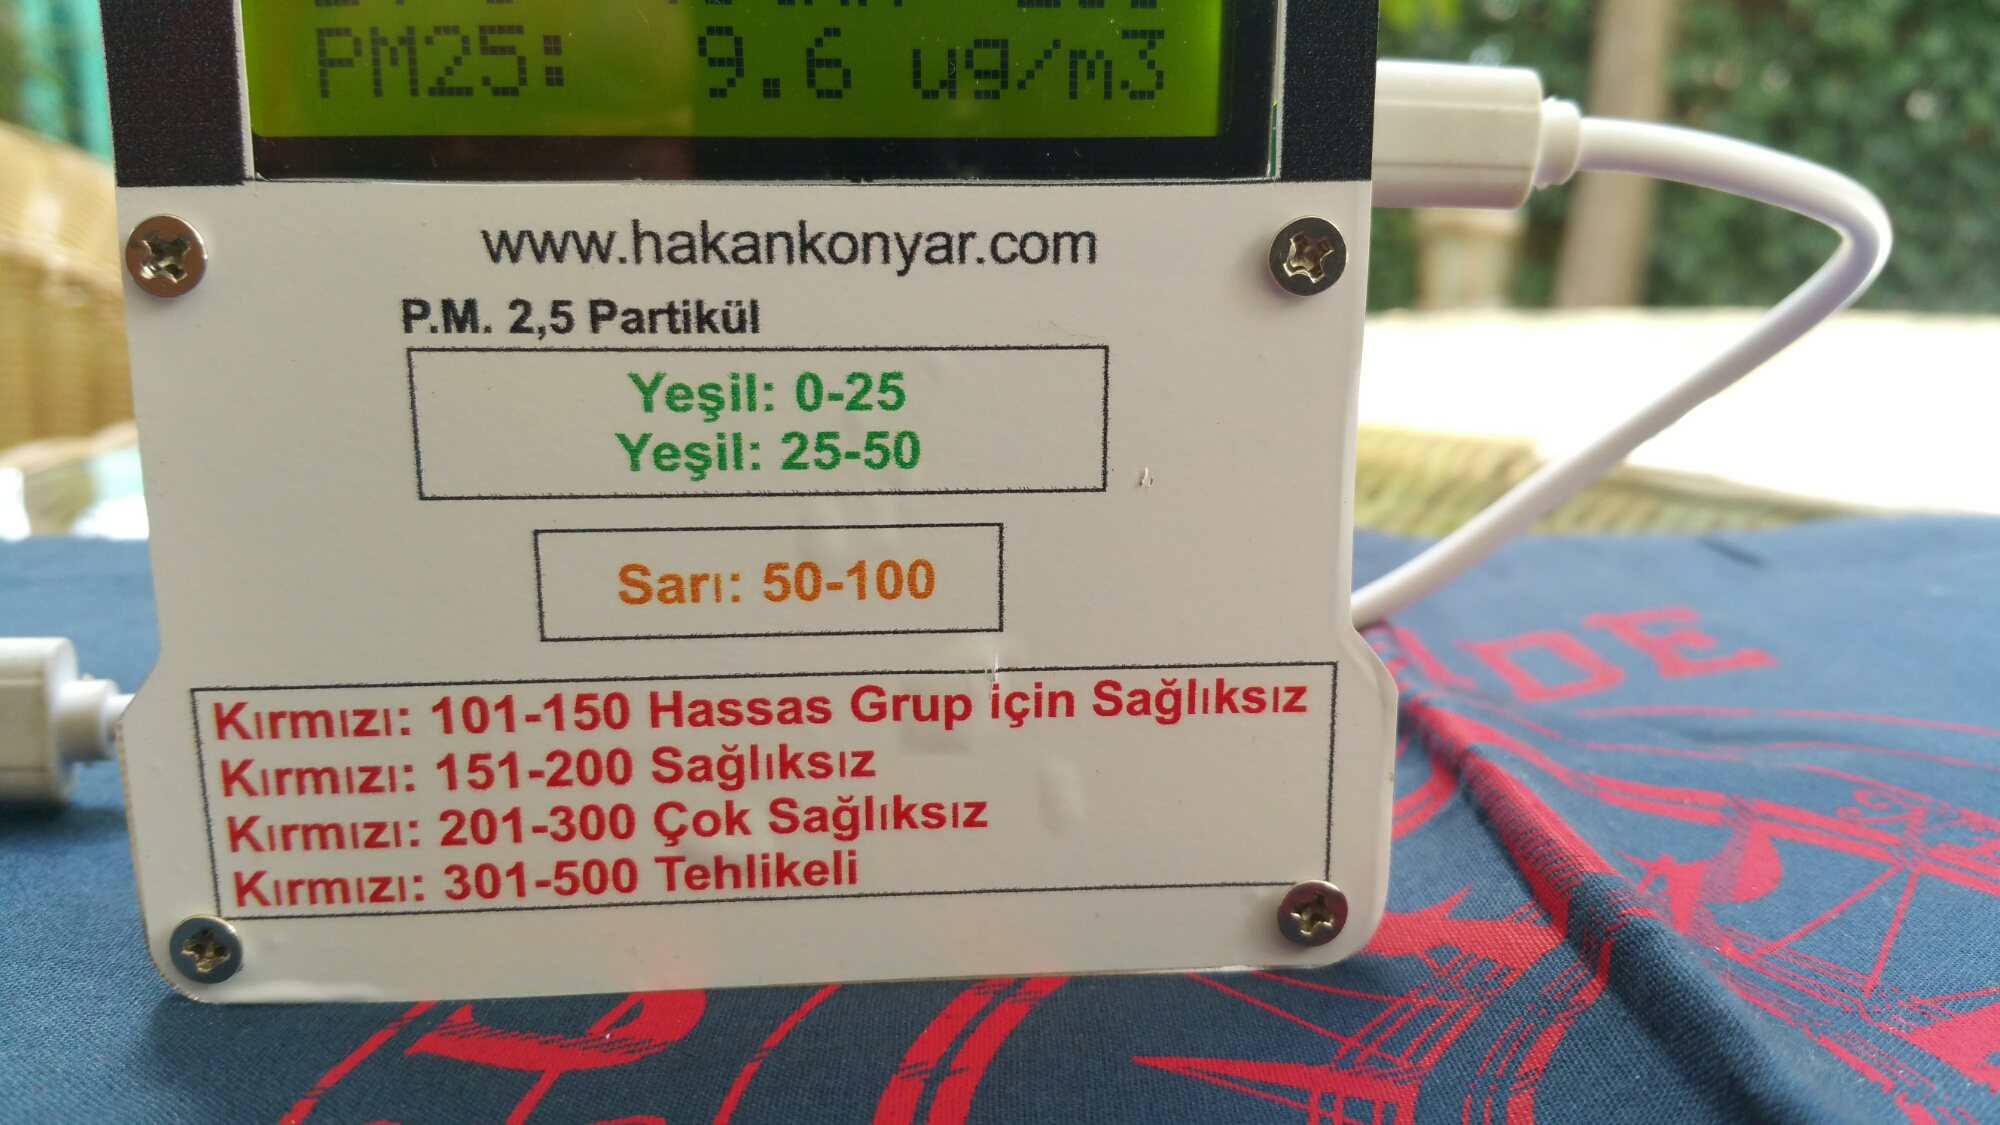 PM25: 9.6 ug/m3
www.hakankonyar.com
P.M. 2,5 Partikül
Yeşil: 0-25
Yeşil: 25-50
Sarı: 50-100
Kırmızı: 101-150 Hassas Grup için Sağlıksız
Kırmızı: 151-200 Sağlıksız
Kırmızı: 201-300 Çok Sağlıksız
Kırmızı: 301-500 Tehlikeli